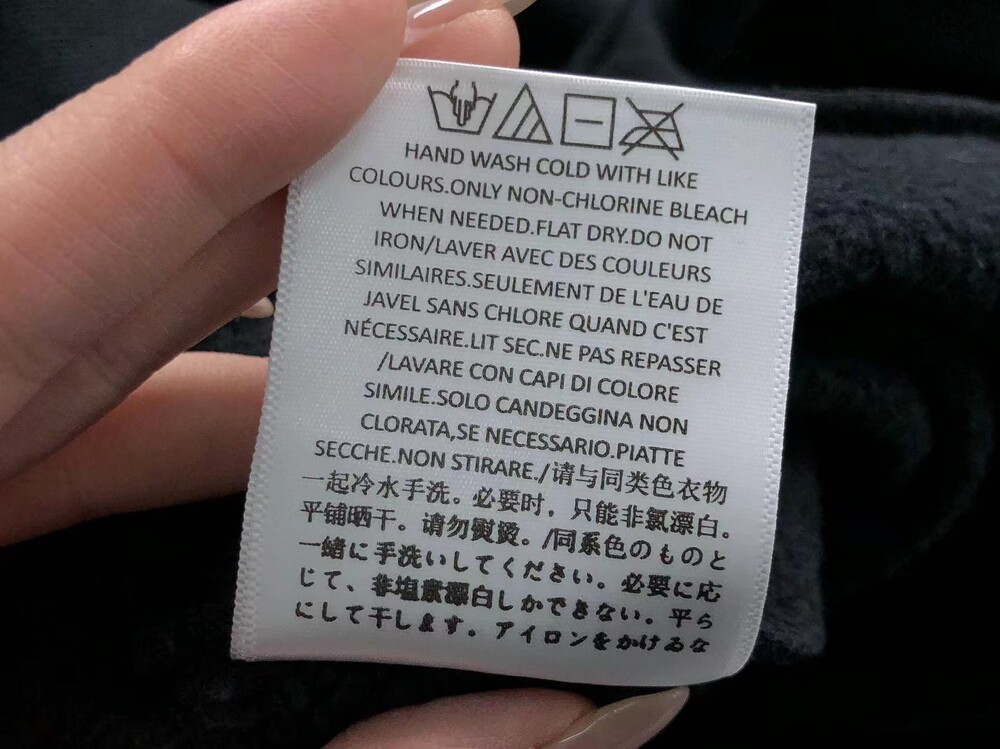 HAND WASH COLD WITH LIKE
COLOURS.ONLY NON-CHLORINE BLEACH
WHEN NEEDED.FLAT DRY.DO NOT
IRON/LAVER AVEC DES COULEURS
SIMILAIRES.SEULEMENT DE L'EAU DE
JAVEL SANS CHLORE QUAND C'EST
NÉCESSAIRE.LIT SEC.NE PAS REPASSER
/LAVARE CON CAPI DI COLORE
SIMILE.SOLO CANDEGGINA NON
CLORATA,SE NECESSARIO.PIATTE
SECCHE.NON STIRARE./请与同类色衣物
一起冷水手洗。必要时，只能非氯漂白。
平铺晒干。请勿熨烫。/同系色のものと
一緒に手洗いしてください。必要に応
じて、非塩素漂白しかできない。平ら
にして干します。アイロンをかけるな